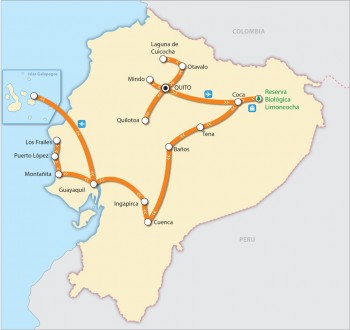 COLOMBIA
Laguna de
Cuicocha
Otavalo
Islas Galápagos
Mindo
QUITO
Coca
Reserva
Biológica
Limoncocha
Quilotoa
Tena
Los Frailes
Baños
Puerto López
Montañita
Guayaquil
Ingapirca
Cuenca
PERU